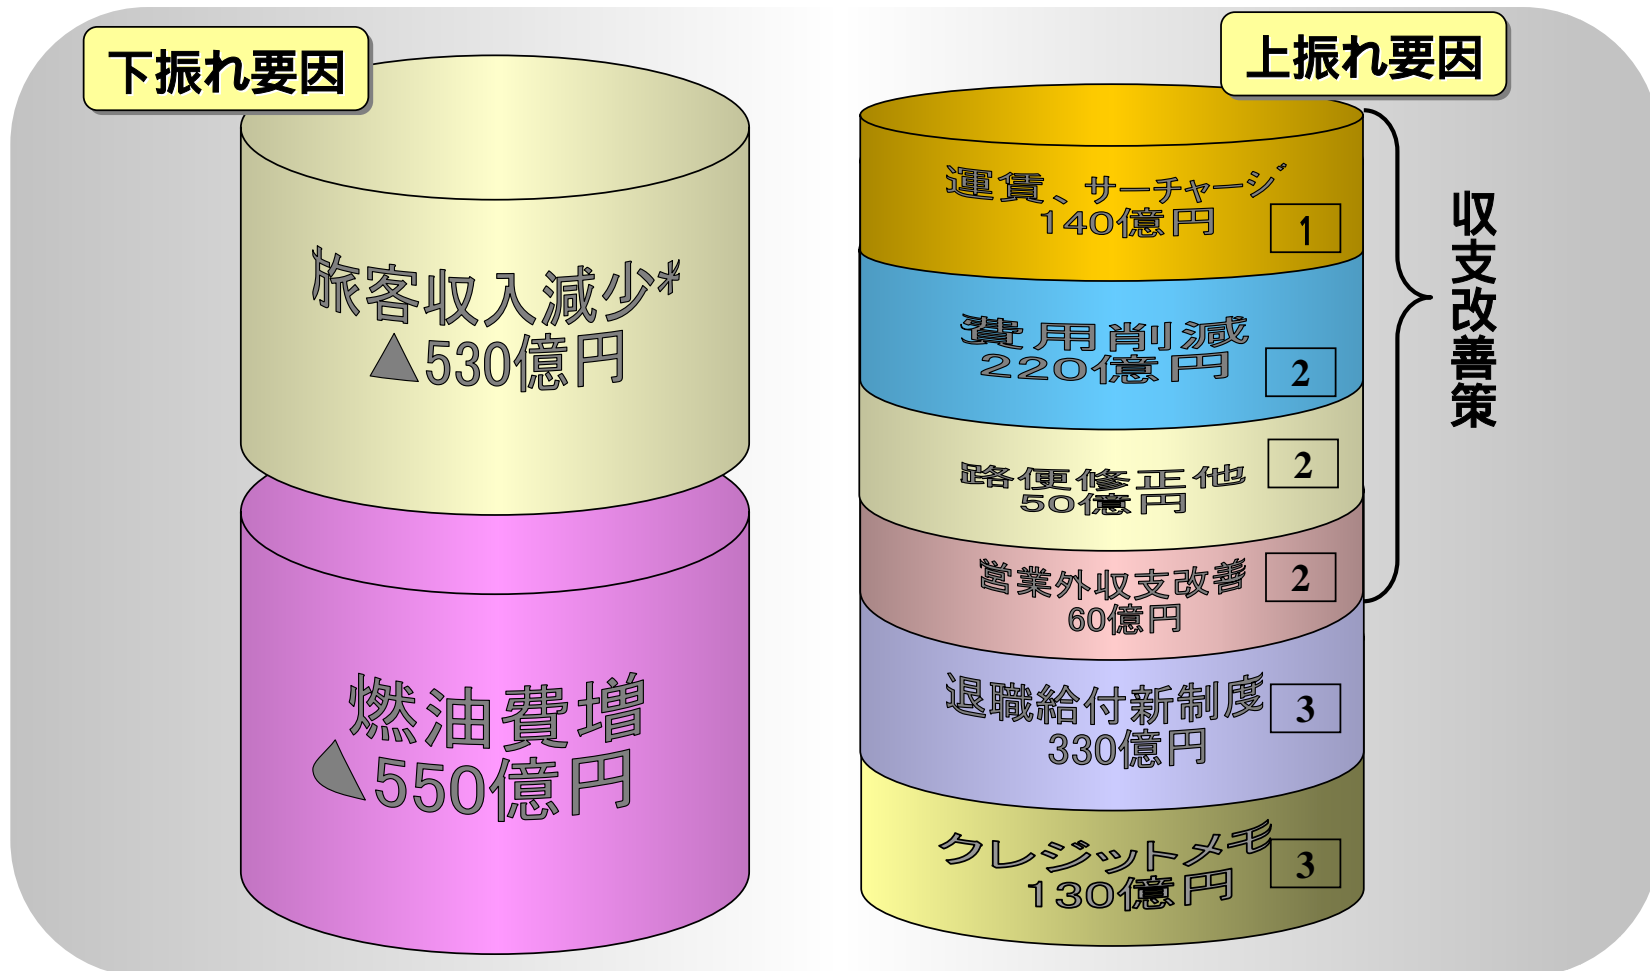 下振れ要因
旅客収入減少*
▲530億円
燃油費増
▲550億円
上振れ要因
運賃、サーチャージ
140億円
1
費用削減
220億円
2
路便修正他
50億円
2
営業外収支改善
60億円
2
退職給付新制度
330億円
3
クレジットメモ
130億円
3
収支改善策